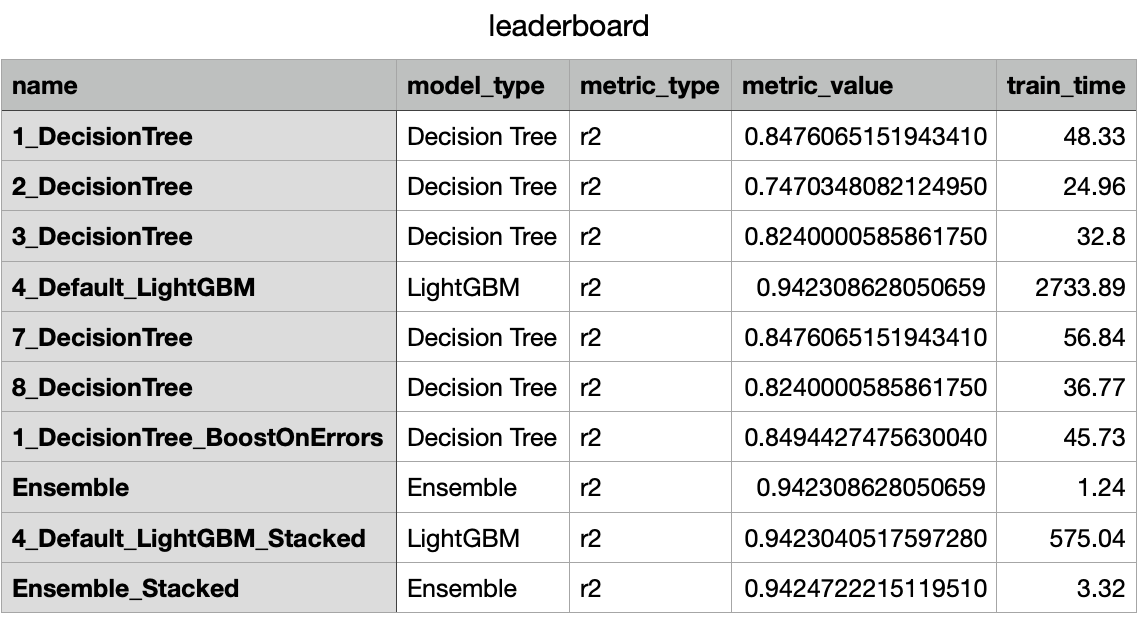 leaderboard
name model_type metric_type metric_value train_time
1_DecisionTree Decision Tree r2 0.8476065151943410 48.33
2_DecisionTree Decision Tree r2 0.7470348082124950 24.96
3_DecisionTree Decision Tree r2 0.8240000585861750 32.8
4_Default_LightGBM LightGBM r2 0.942308628050659 2733.89
7_DecisionTree Decision Tree r2 0.8476065151943410 56.84
8_DecisionTree Decision Tree r2 0.8240000585861750 36.77
1_DecisionTree_BoostOnErrors Decision Tree r2 0.8494427475630040 45.73
Ensemble Ensemble r2 0.942308628050659 1.24
4_Default_LightGBM_Stacked LightGBM r2 0.9423040517597280 575.04
Ensemble_Stacked Ensemble r2 0.9424722215119510 3.32